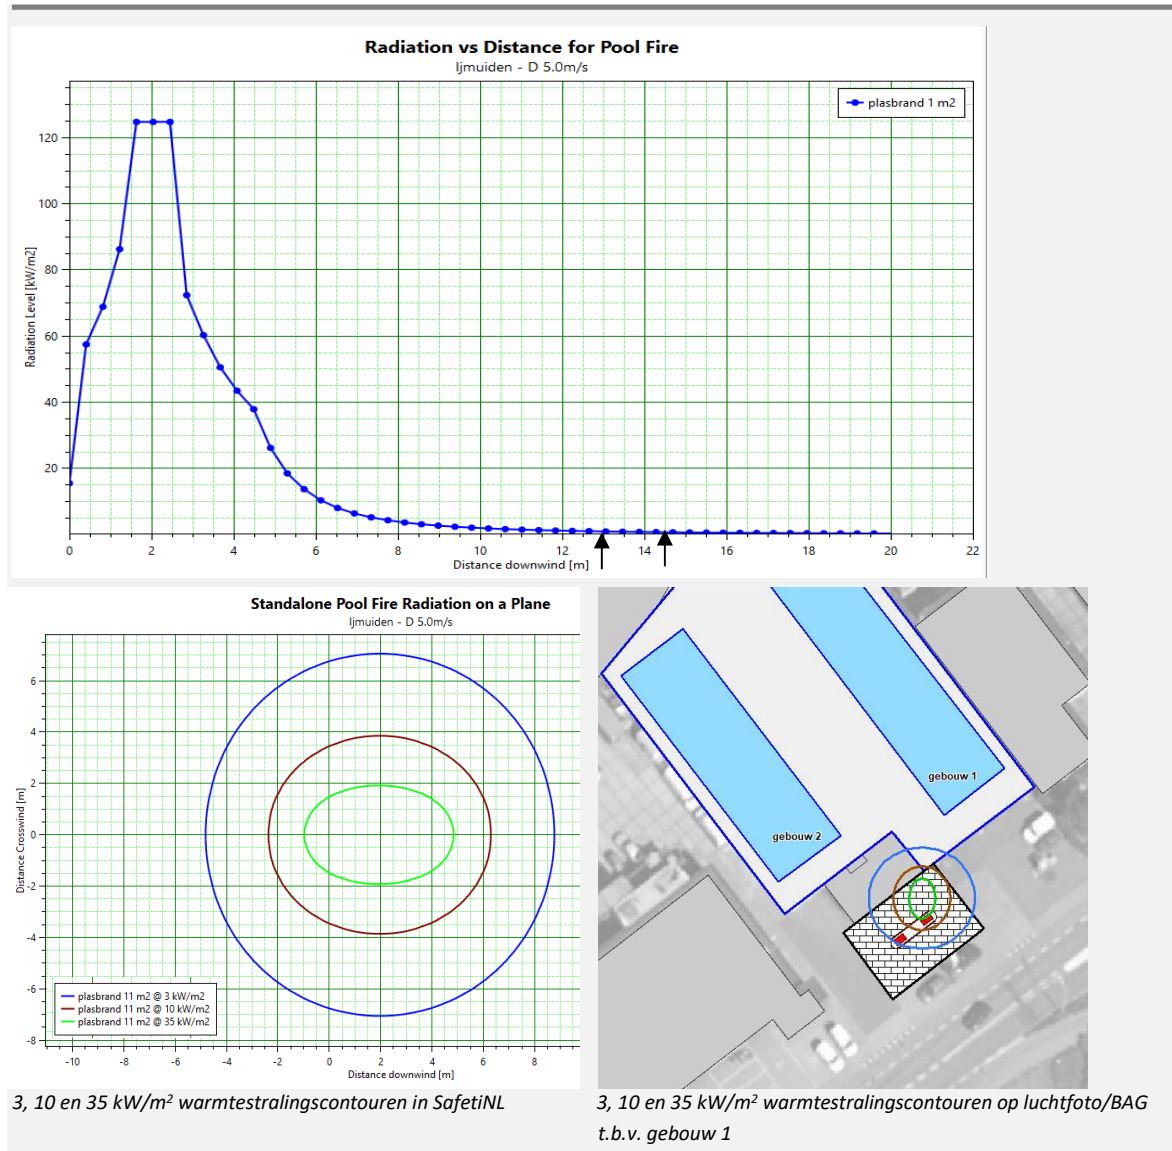 Radiation vs Distance for Pool Fire
Ijmuiden - D 5.0m/s
plasbrand 1 m2
Radiation Level [kW/m2]
120
100
80
60
40
20
0 2 4 6 8 10 12 14 16 18 20 22
Distance downwind [m]
Standalone Pool Fire Radiation on a Plane
Ijmuiden - D 5.0m/s
Distance Crosswind [m]
6
4
2
0
-2
-4
-6
-8
plasbrand 11 m2 @ 3 kW/m2
plasbrand 11 m2 @ 10 kW/m2
plasbrand 11 m2 @ 35 kW/m2
-10 -8 -6 -4 -2 0 2 4 6 8
Distance downwind [m]
gebouw 1
gebouw 2
3, 10 en 35 kW/m² warmtestralingscontouren in SafetiNL
3, 10 en 35 kW/m² warmtestralingscontouren op luchtfoto/BAG
t.b.v. gebouw 1